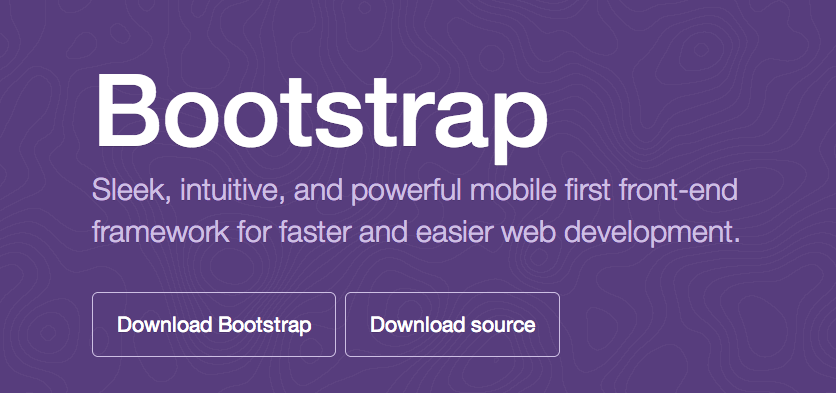 Bootstrap
Sleek, intuitive, and powerful mobile first front-end
framework for faster and easier web development.
Download Bootstrap
Download source